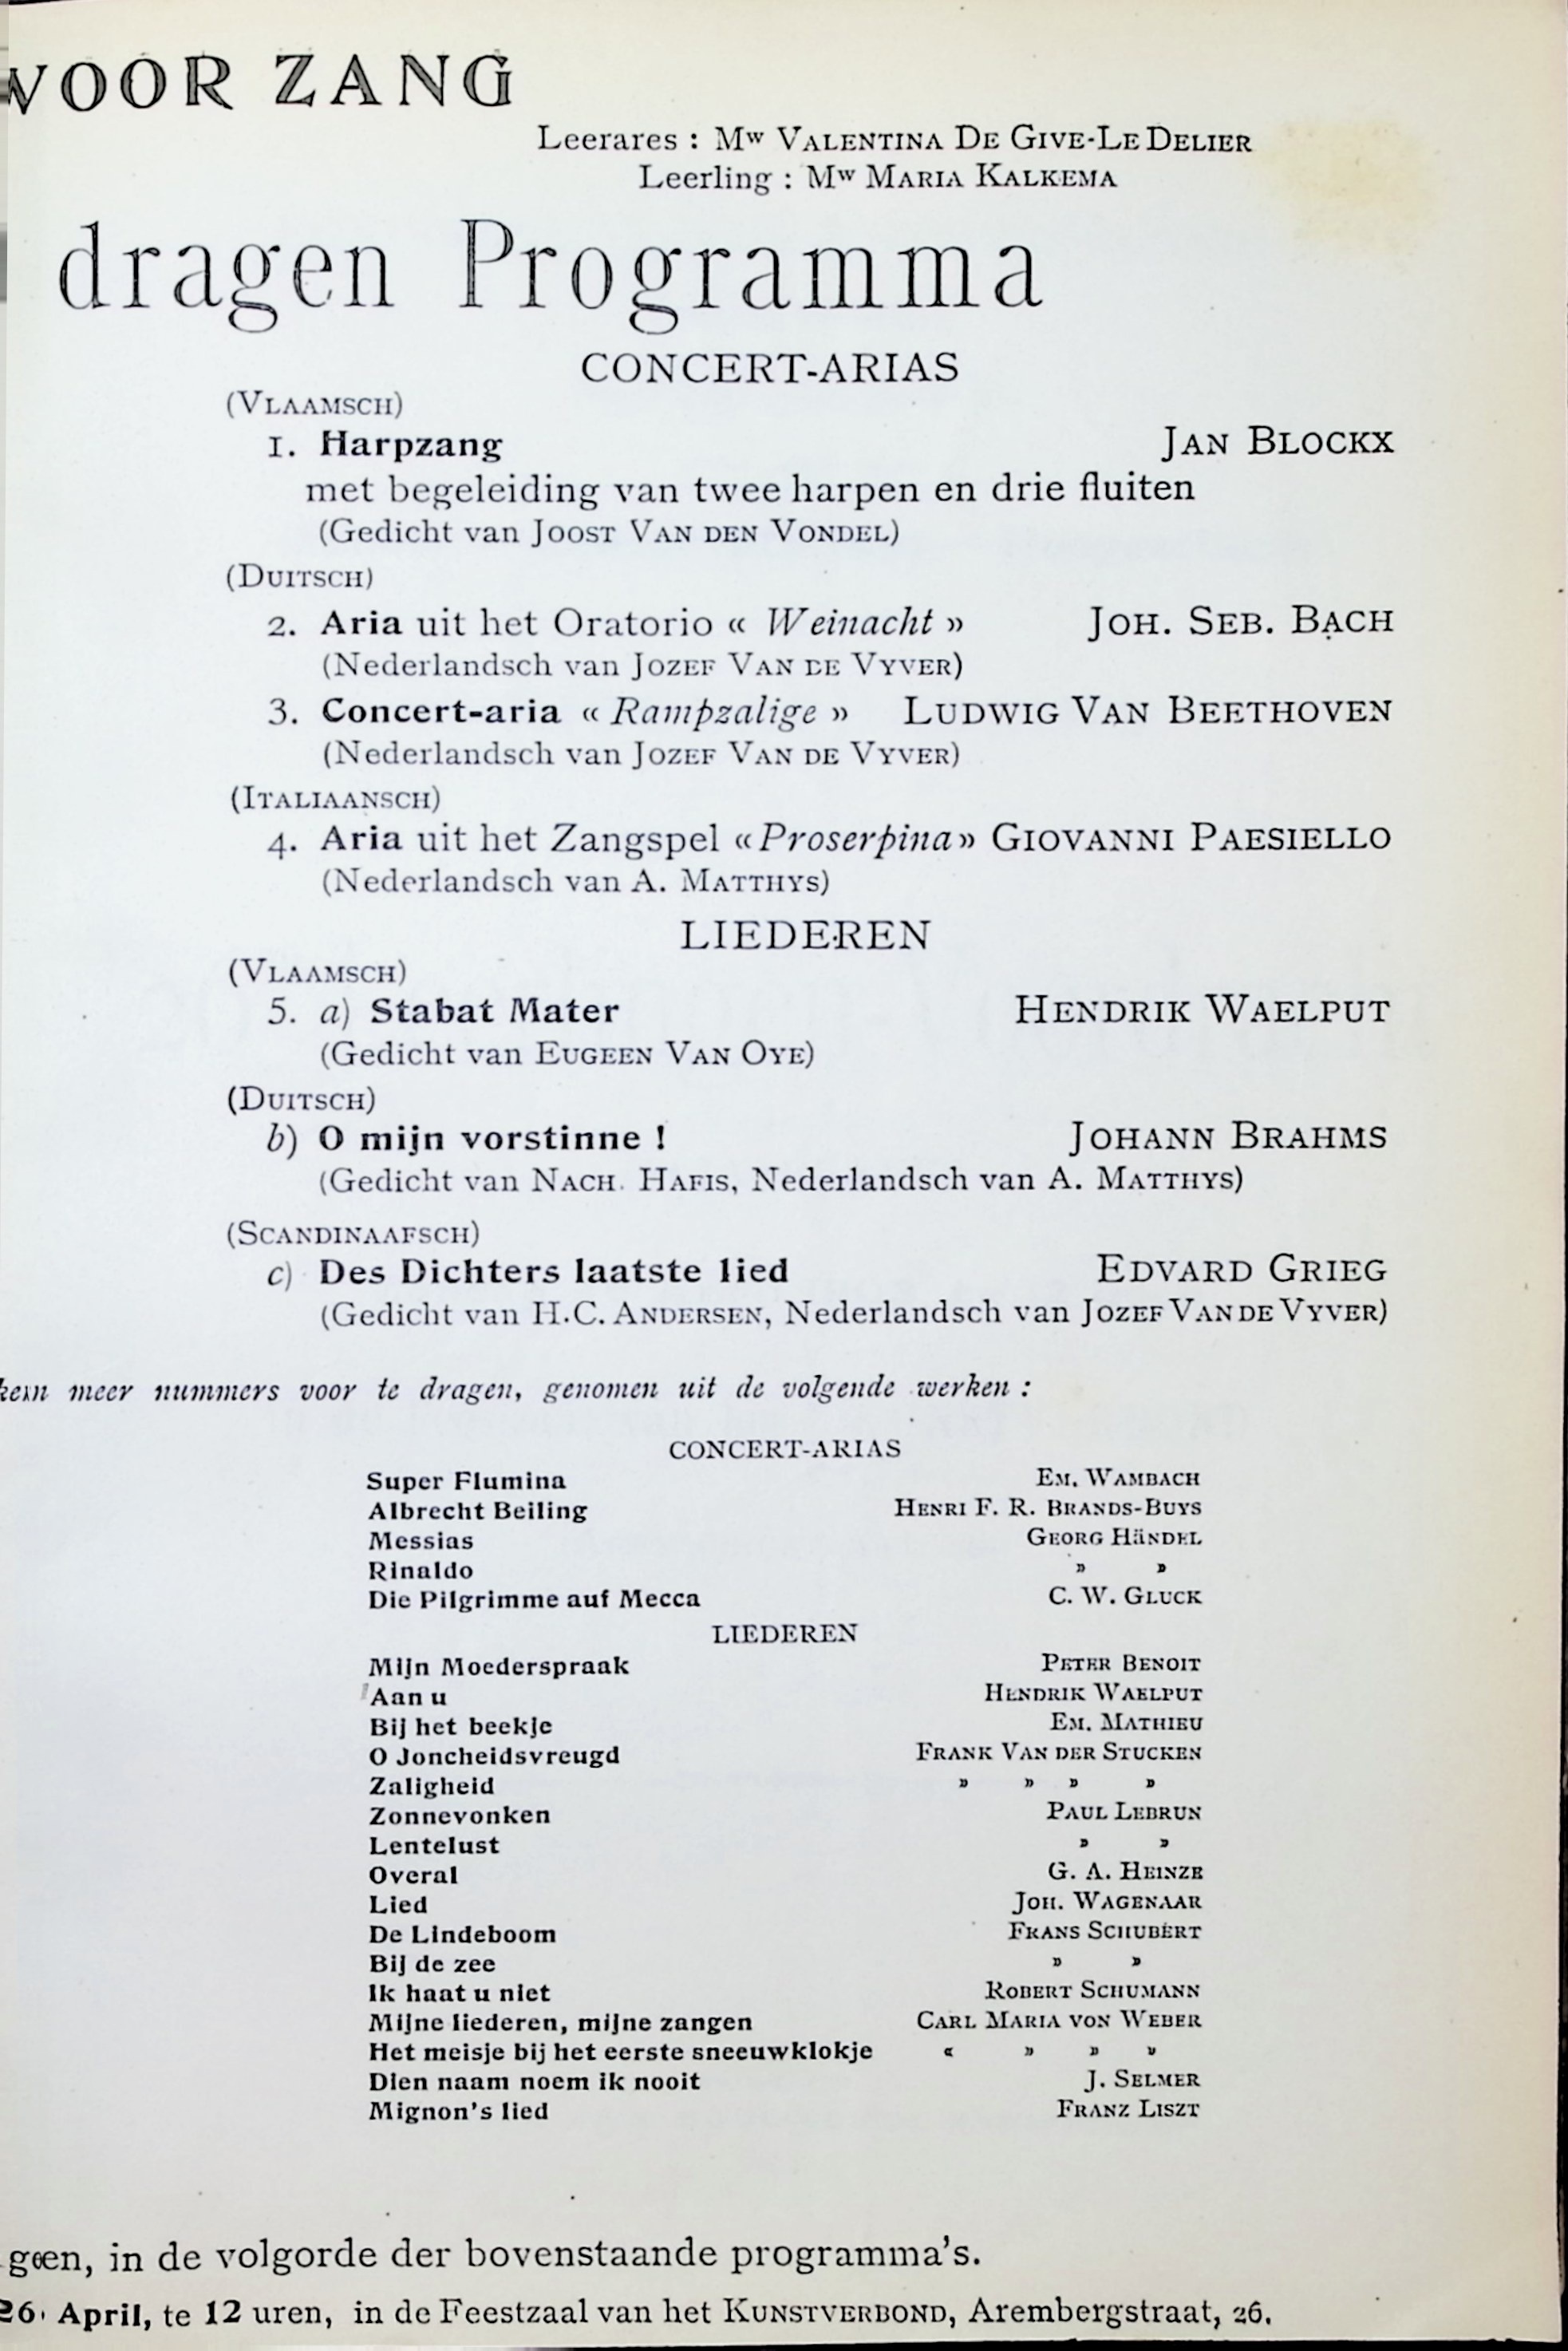 VOOR ZANG
Leerares : Mw VALENTINA DE GIVE-LE DELIER
Leerling : Mw MARIA KALKEMA
dragen Programma
CONCERT-ARIAS
(VLAAMSCH)
1. Harpzang JAN BLOCKX
met begeleiding van twee harpen en drie fluiten
(Gedicht van JOOST VAN DEN VONDEL)
(DUITSCH)
2. Aria uit het Oratorio « Weinacht » JOH. SEB. BACH
(Nederlandsch van JOZEF VAN DE VYVER)
3. Concert-aria « Rampzalige » LUDWIG VAN BEETHOVEN
(Nederlandsch van JOZEF VAN DE VYVER)
(ITALIAANSCH)
4. Aria uit het Zangspel «Proserpina» GIOVANNI PAESIELLO
(Nederlandsch van A. MATTHYS)
LIEDEREN
(VLAAMSCH)
5. a) Stabat Mater HENDRIK WAELPUT
(Gedicht van EUGEEN VAN OYE)
(DUITSCH)
b) O mijn vorstinne ! JOHANN BRAHMS
(Gedicht van NACH. HAFIS, Nederlandsch van A. MATTHYS)
(SCANDINAAFSCH)
c) Des Dichters laatste lied EDVARD GRIEG
(Gedicht van H.C. ANDERSEN, Nederlandsch van JOZEF VAN DE VYVER)
meer nummers voor te dragen, genomen uit de volgende werken :
CONCERT-ARIAS
Super Flumina EM. WAMBACH
Albrecht Beiling HENRI F. R. BRANDS-BUYS
Messias GEORG HäNDEL
Rinaldo » »
Die Pilgrimme auf Mecca C. W. GLUCK
LIEDEREN
Mijn Moederspraak PETER BENOIT
Aan u HENDRIK WAELPUT
Bij het beekje EM. MATHIEU
O Joncheidsvreugd FRANK VAN DER STUCKEN
Zaligheid » » » »
Zonnevonken PAUL LEBRUN
Lentelust » »
Overal G. A. HEINZE
Lied JOH. WAGENAAR
De Lindeboom FRANS SCHUBERT
Bij de zee » »
Ik haat u niet ROBERT SCHUMANN
Mijne liederen, mijne zangen CARL MARIA VON WEBER
Het meisje bij het eerste sneeuwklokje « » » »
Dien naam noem ik nooit J. SELMER
Mignon's lied FRANZ LISZT
in de volgorde der bovenstaande programma's.
26 April, te 12 uren, in de Feestzaal van het KUNSTVERBOND, Arembergstraat, 26.